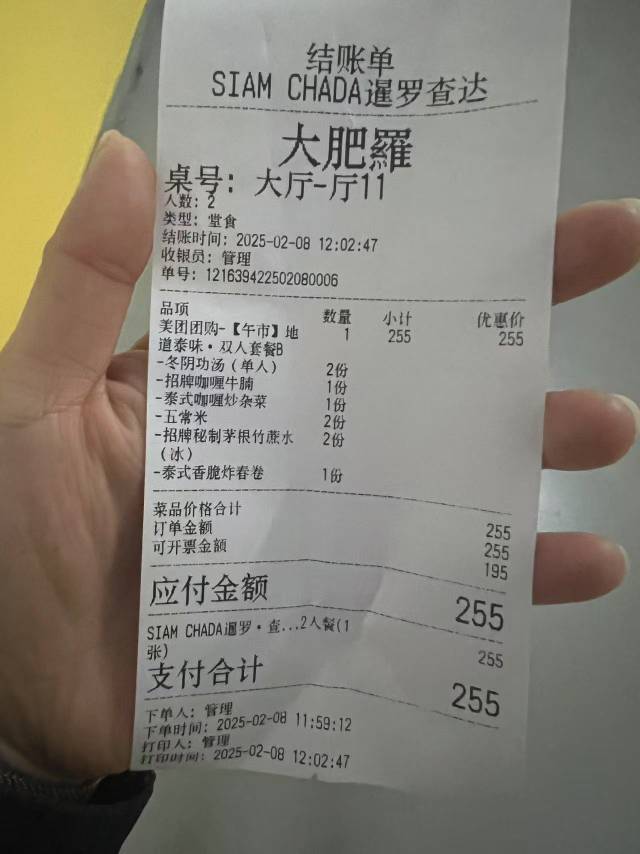 结账单
SIAM CHADA暹罗查达
大肥羅
桌号: 大厅-厅11
人数: 2
类型: 堂食
结账时间: 2025-02-08 12:02:47
收银员: 管理
单号: 121639422502080006
品项 数量 小计 优惠价
美团团购-【午市】地 1 255 255
道泰味·双人套餐B
-冬阴功汤(单人) 2份
-招牌咖喱牛腩 1份
-泰式咖喱炒杂菜 1份
-五常米 2份
-招牌秘制茅根竹蔗水 2份
(冰)
-泰式香脆炸春卷 1份
菜品价格合计 255
订单金额 255
可开票金额 195
应付金额 255
SIAM CHADA暹罗·查...2人餐(1 255
张)
支付合计 255
下单人: 管理
下单时间: 2025-02-08 11:59:12
打印人: 管理
打印时间: 2025-02-08 12:02:47